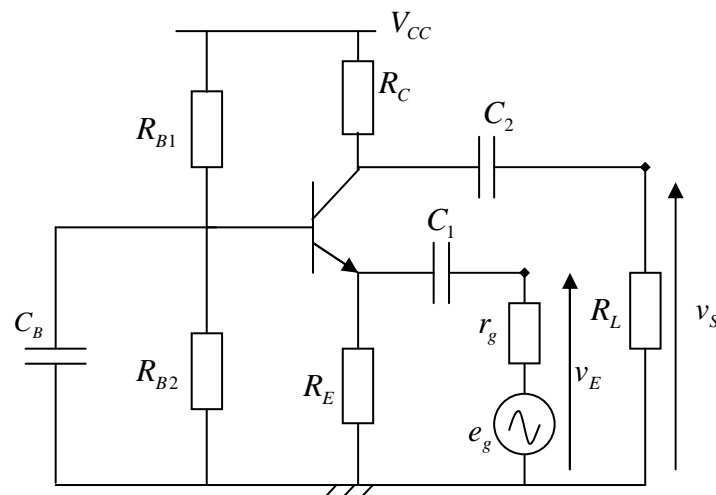 V_CC
R_C
R_B1
C_2
C_1
C_B
R_B2
R_E
r_g
e_g
v_E
R_L
v_S